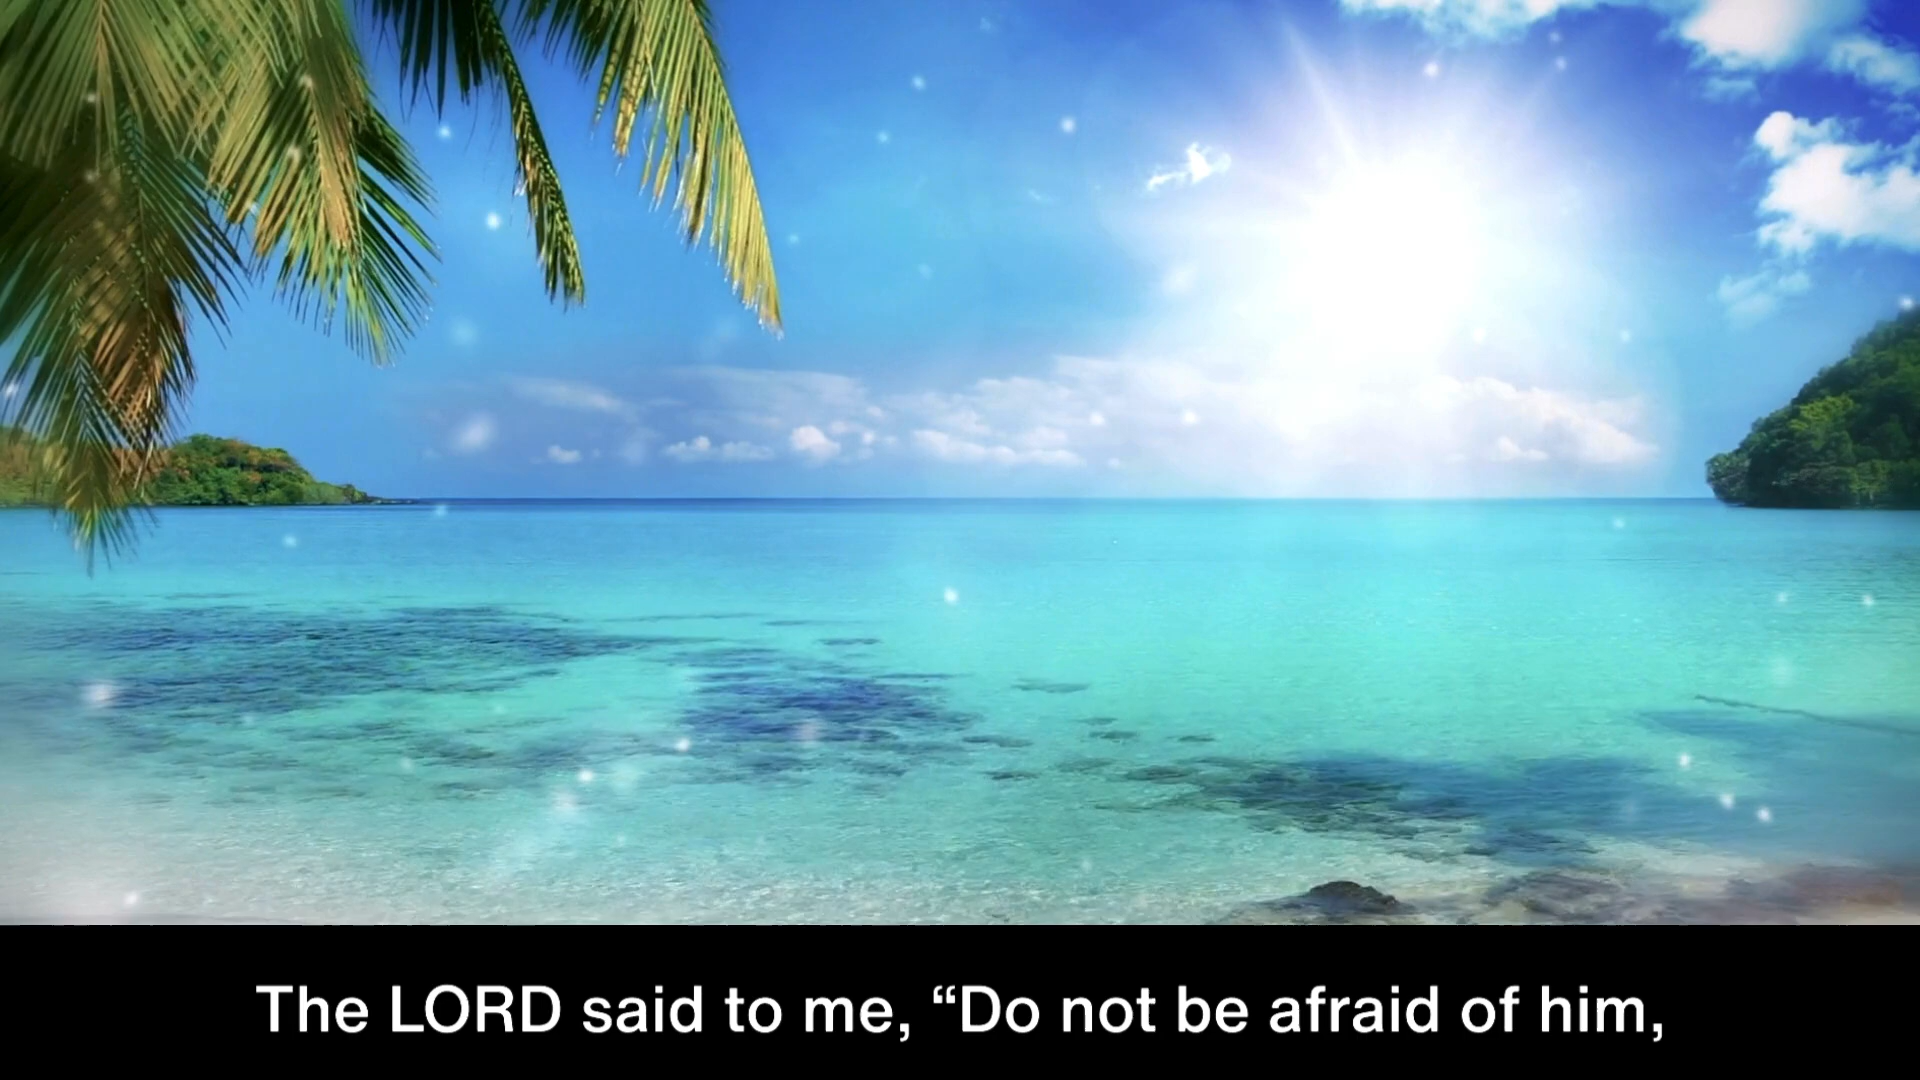 The LORD said to me, “Do not be afraid of him,